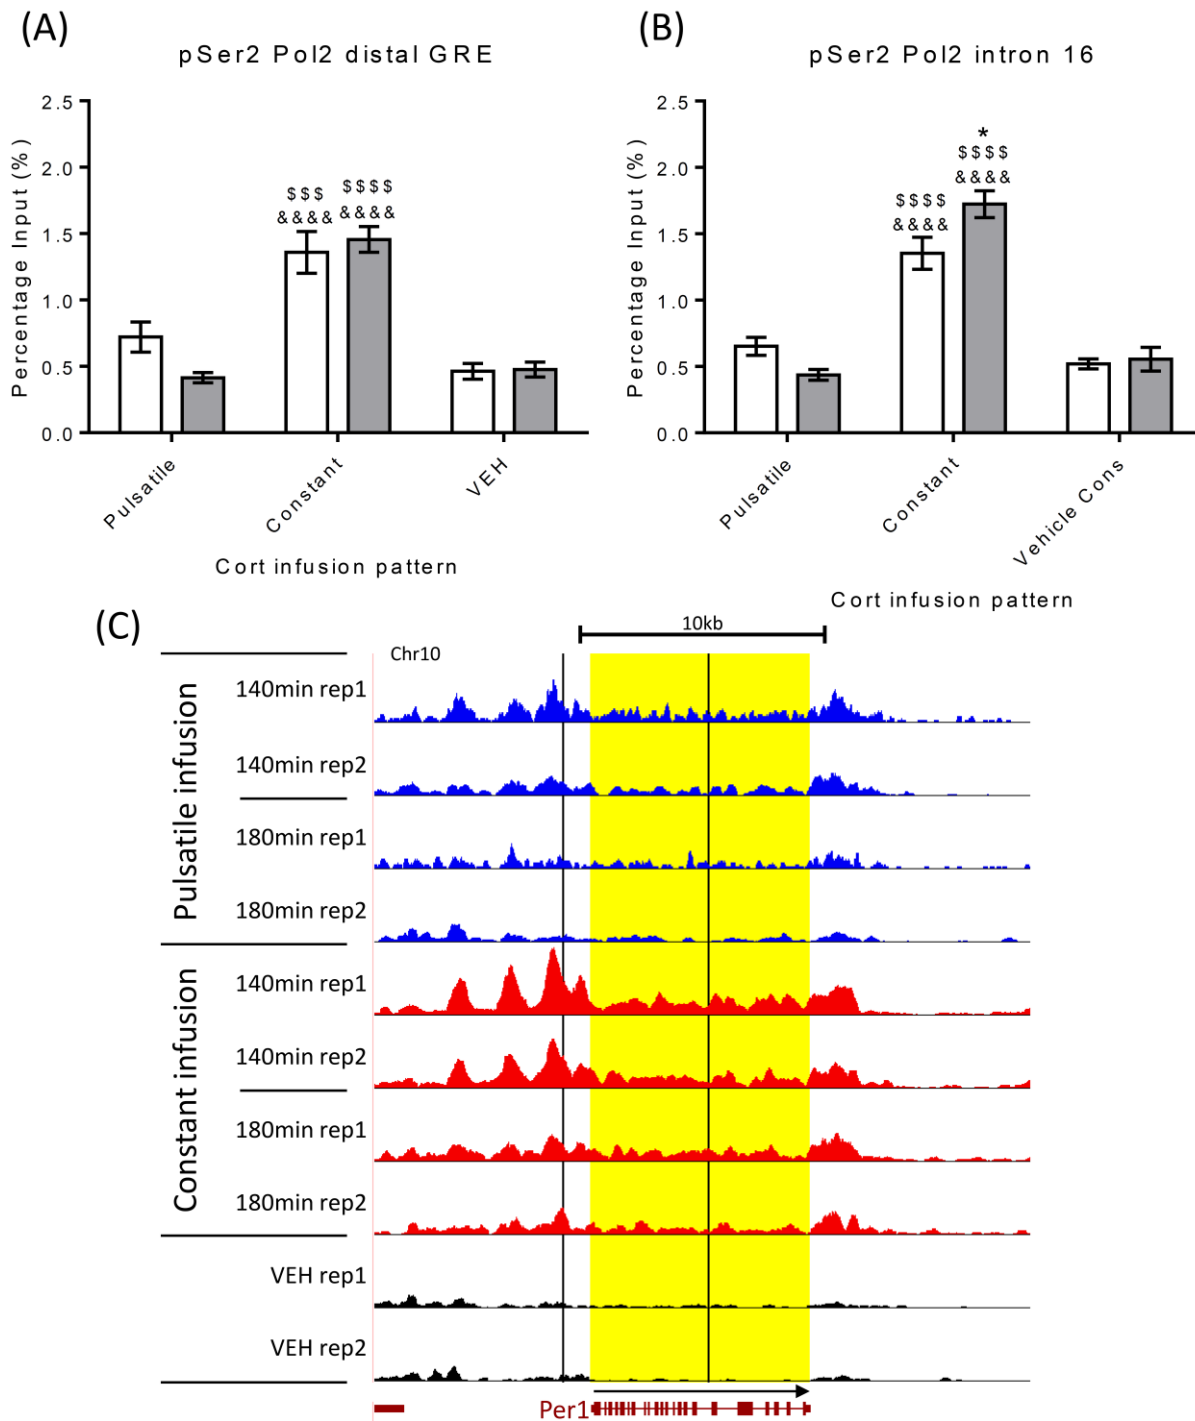 (A)
pSer2 Pol2 distal GRE
Percentage Input (%)
2.5
2.0
1.5
1.0
0.5
0.0
$$$
&&&&
$$$$
&&&&
Pulsatile
Constant
VEH
Cort infusion pattern
(B)
pSer2 Pol2 intron 16
Percentage Input (%)
2.5
2.0
1.5
1.0
0.5
0.0
$$$$
&&&&
*
$$$$
&&&&
Pulsatile
Constant
Vehicle Cons
Cort infusion pattern
(C)
10kb
Chr10
Pulsatile infusion
140min rep1
140min rep2
180min rep1
180min rep2
Constant infusion
140min rep1
140min rep2
180min rep1
180min rep2
VEH rep1
VEH rep2
Per1